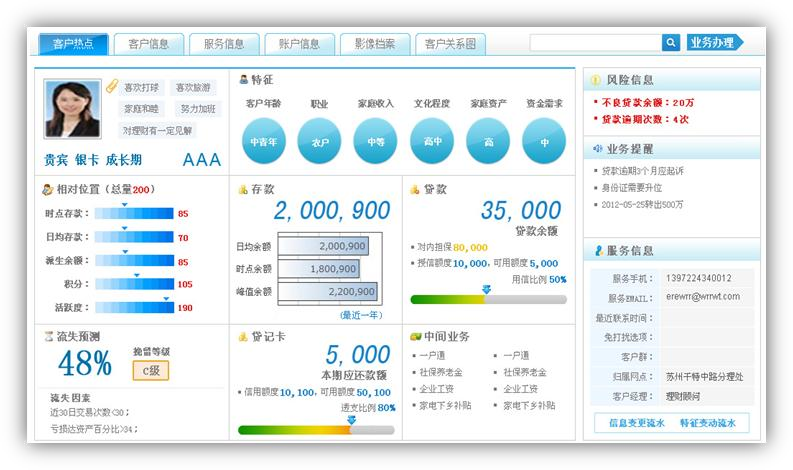 客户热点 客户信息 服务信息 账户信息 影像档案 客户关系图 业务办理
喜欢打球 喜欢旅游
家庭和睦 努力加班
对理财有一定见解
贵宾 银卡 成长期 AAA
特征
客户年龄 职业 家庭收入 文化程度 家庭资产 资金需求
中青年 农户 中等 高中 高 中
相对位置（总量200）
时点存款： 85
日均存款： 70
派生余额： 85
积分： 105
活跃度： 190
存款
2,000,900
日均余额 2,000,900
时点余额 1,800,900
峰值余额 2,200,900
(最近一年)
贷款
35,000
贷款余额
对内担保80,000
授信额度10,000，可用额度5,000
用信比例 50%
流失预测
48% 挽留等级
C级
流失因素
近30日交易次数<30；
亏损达资产百分比>34；
贷记卡
5,000
本期应还款额
信用额度10,100，可用额度50,100
透支比例 80%
中间业务
一户通 一户通
社保养老金 社保养老金
企业工资 企业工资
家电下乡补贴 家电下乡补贴
风险信息
不良贷款余额：20万
贷款逾期次数：4次
业务提醒
贷款逾期3个月应起诉
身份证需要升位
2012-05-25转出500万
服务信息
服务手机： 1397224340012
服务EMAIL： erewrr@wrrwt.com
最近联系时间：
免打扰选项：
客户群：
归属网点： 苏州干特中路分理处
客户经理： 理财顾问
信息变更流水 特征变动流水